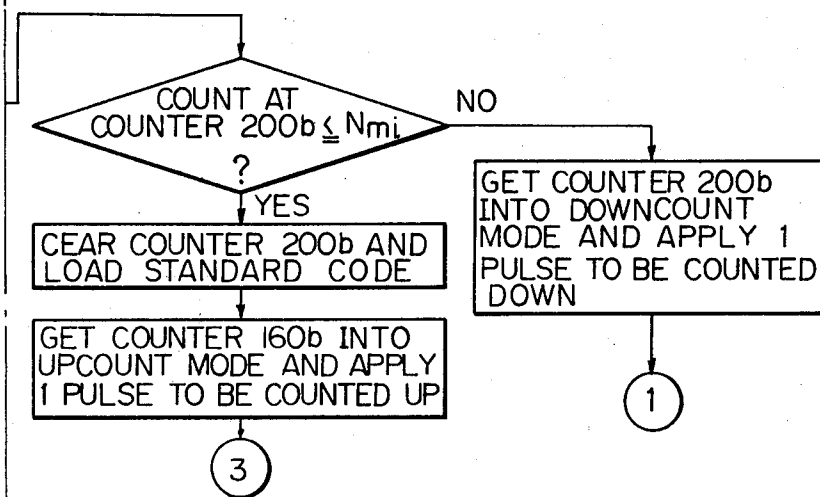 COUNT AT
COUNTER 200b ≦ Nmi
?
NO
YES
CEAR COUNTER 200b AND
LOAD STANDARD CODE
GET COUNTER 160b INTO
UPCOUNT MODE AND APPLY
1 PULSE TO BE COUNTED UP
3
GET COUNTER 200b
INTO DOWNCOUNT
MODE AND APPLY 1
PULSE TO BE COUNTED
DOWN
1